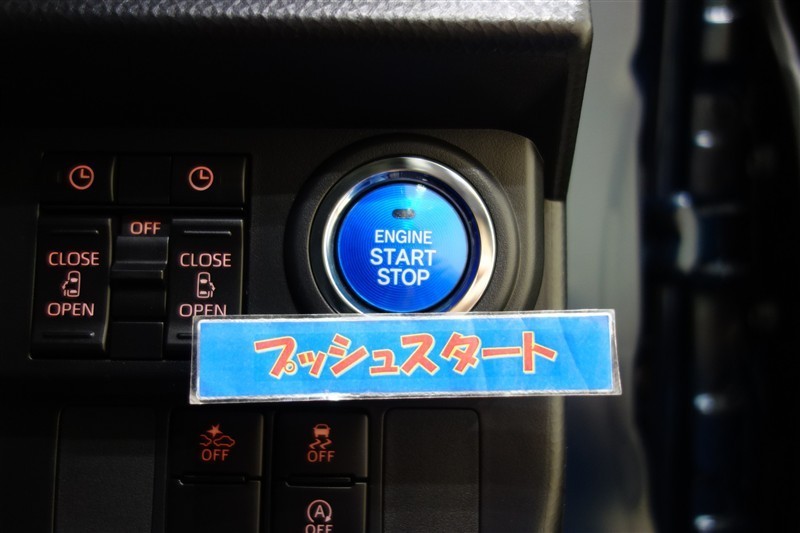 OFF
CLOSE
OPEN
CLOSE
OPEN
ENGINE
START
STOP
プッシュスタート
OFF
OFF
A
OFF